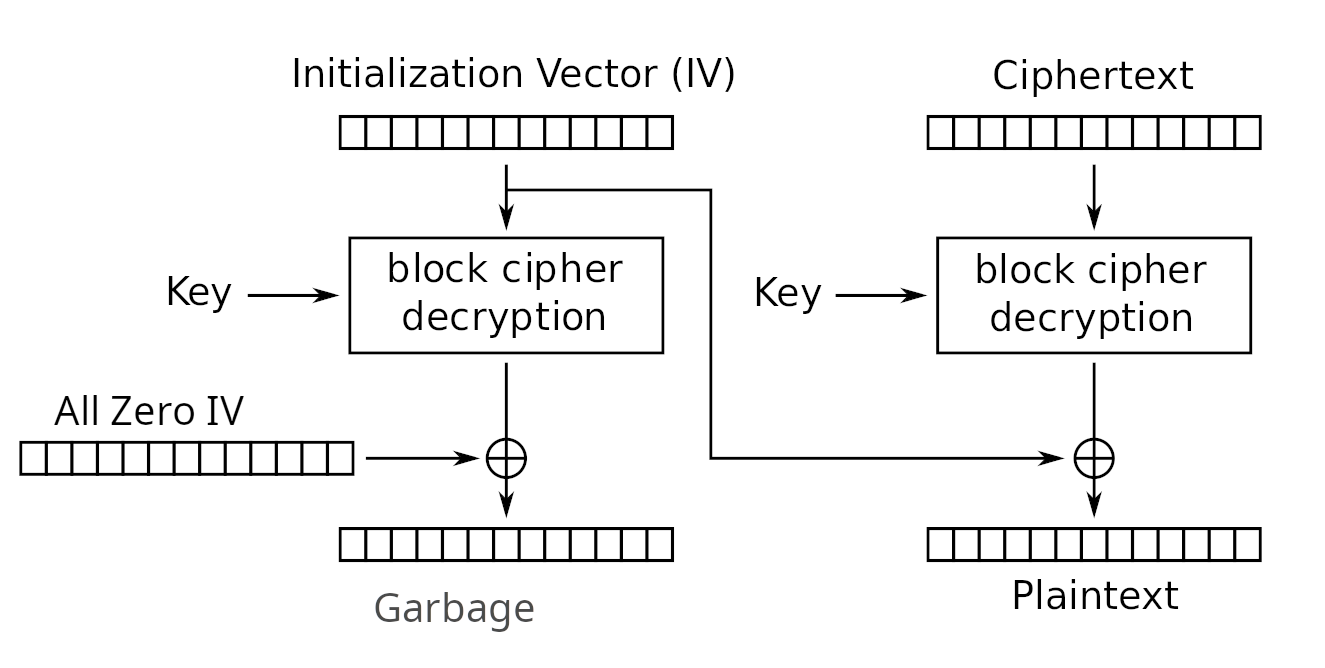 Initialization Vector (IV)
Ciphertext
Key
block cipher
decryption
Key
block cipher
decryption
All Zero IV
Garbage
Plaintext